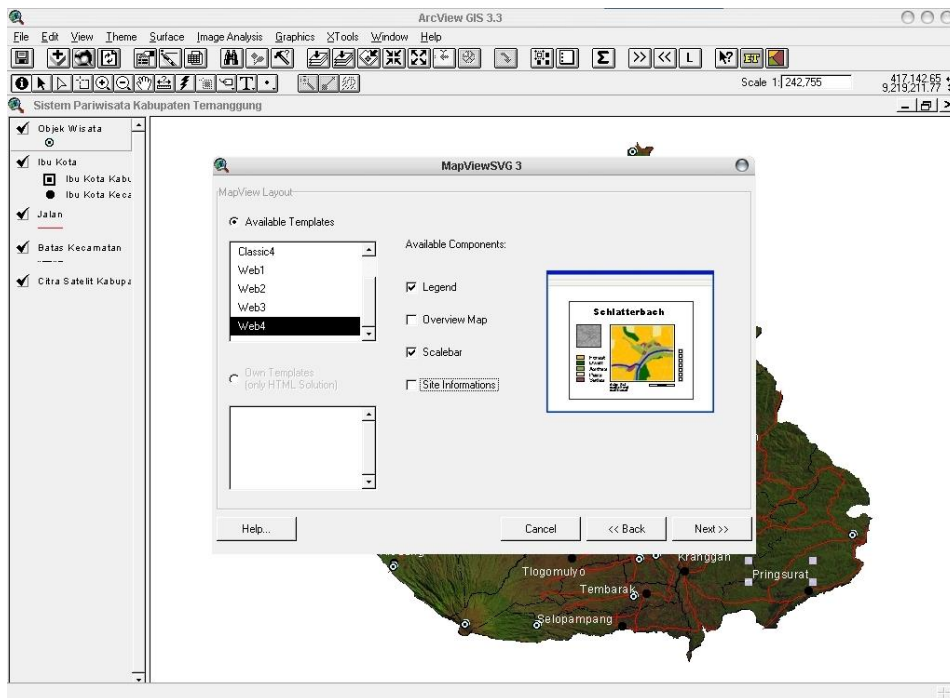 ArcView GIS 3.3
File Edit View Theme Surface Image Analysis Graphics XTools Window Help
Scale 1: 242,755
417,142.65
9,219,211.77
Sistem Pariwisata Kabupaten Temanggung
Objek Wisata
Ibu Kota
Ibu Kota Kabu
Ibu Kota Keca
Jalan
Batas Kecamatan
Citra Satelit Kabupa
MapViewSVG 3
MapView Layout
Available Templates
Classic4
Web1
Web2
Web3
Web4
Own Templates
(only HTML Solution)
Available Components:
Legend
Overview Map
Scalebar
Site Informations
Schlatterbach
Help...
Cancel
<< Back
Next >>
Kranggan
Tlogomulyo
Pringsurat
Tembarak
Selopampang